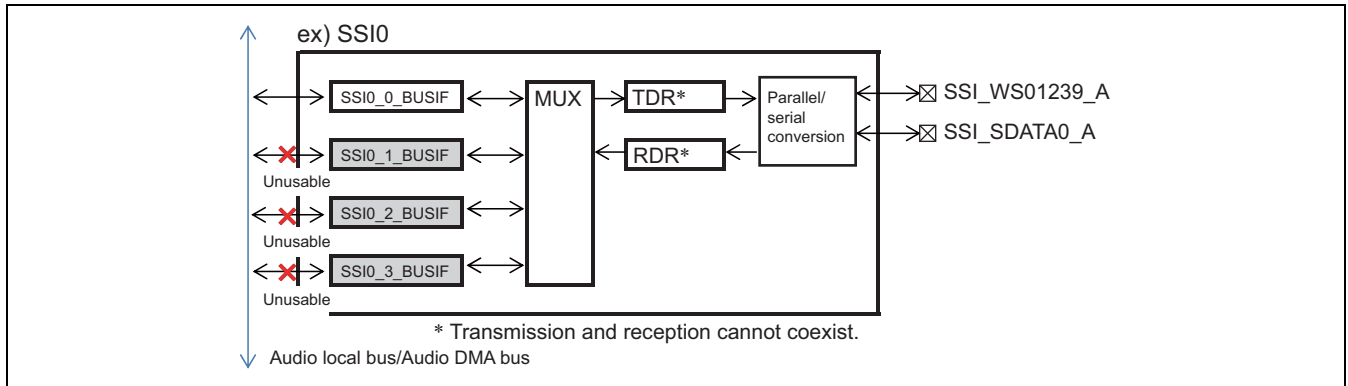 ex) SSI0
SSI0_0_BUSIF
MUX
TDR*
Parallel/
serial
conversion
SSI_WS01239_A
SSI_SDATA0_A
RDR*
SSI0_1_BUSIF
Unusable
SSI0_2_BUSIF
Unusable
SSI0_3_BUSIF
Unusable
* Transmission and reception cannot coexist.
Audio local bus/Audio DMA bus